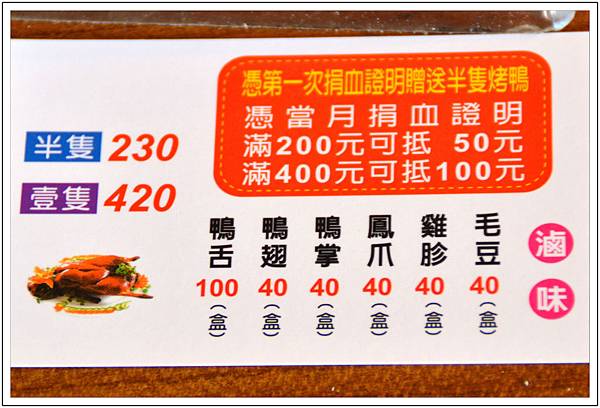 憑第一次捐血證明贈送半隻烤鴨
憑當月捐血證明
滿200元可抵 50元
滿400元可抵100元
半隻 230
壹隻 420
滷味
毛豆 40(盒)
雞胗 40(盒)
鳳爪 40(盒)
鴨掌 40(盒)
鴨翅 40(盒)
鴨舌 100(盒)